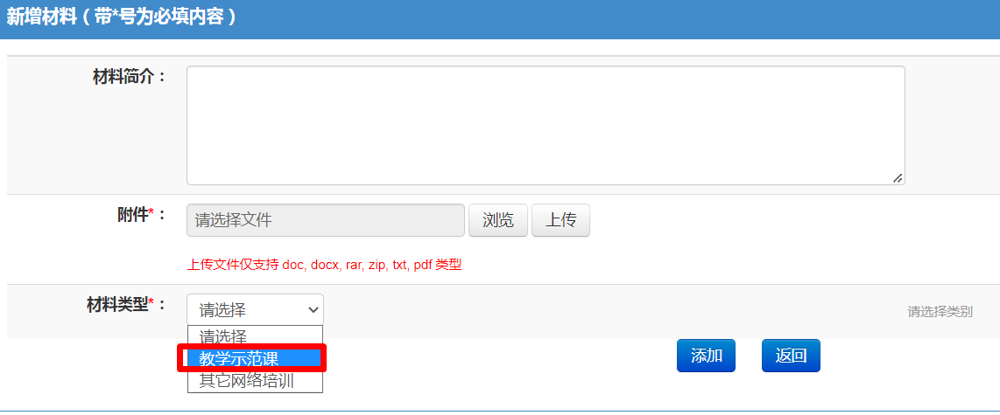 新增材料（带*号为必填内容）
材料简介：
附件*： 请选择文件 浏览 上传
上传文件仅支持 doc, docx, rar, zip, txt, pdf 类型
材料类型*： 请选择 请选择类别
请选择
教学示范课 添加 返回
其它网络培训